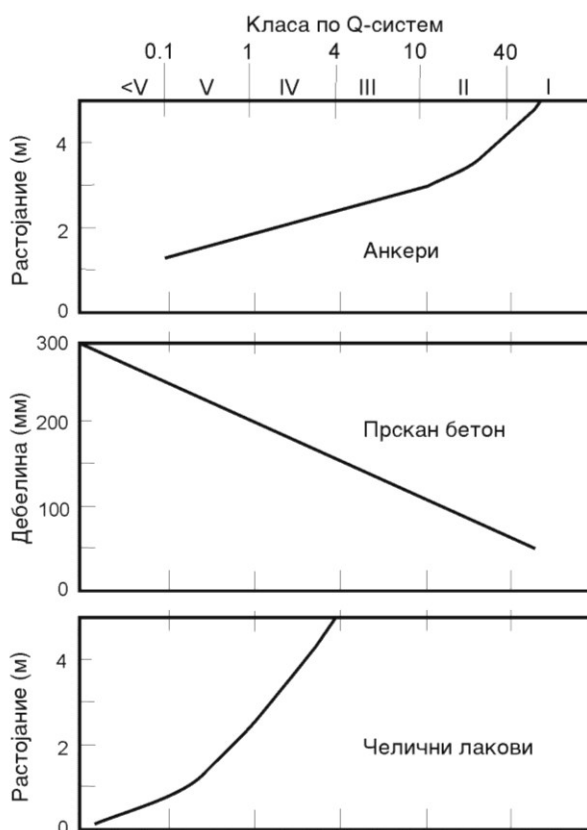 Класа по Q-систем
0.1 1 4 10 40
<V V IV III II I
Растојание (м)
4
2
0
Анкери
Дебелина (мм)
300
200
100
0
Прскан бетон
Растојание (м)
4
2
0
Челични лакови